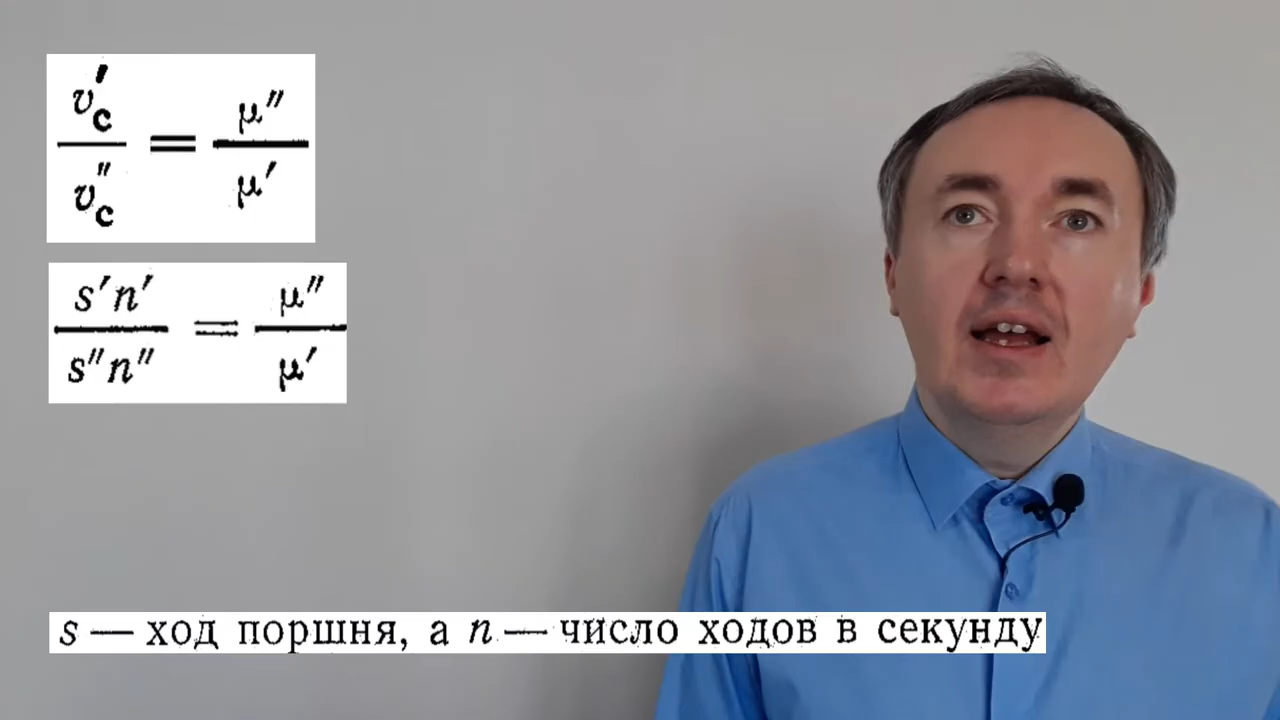 v′с / v″с = μ″ / μ′
s′n′ / s″n″ = μ″ / μ′
s — ход поршня, а n — число ходов в секунду